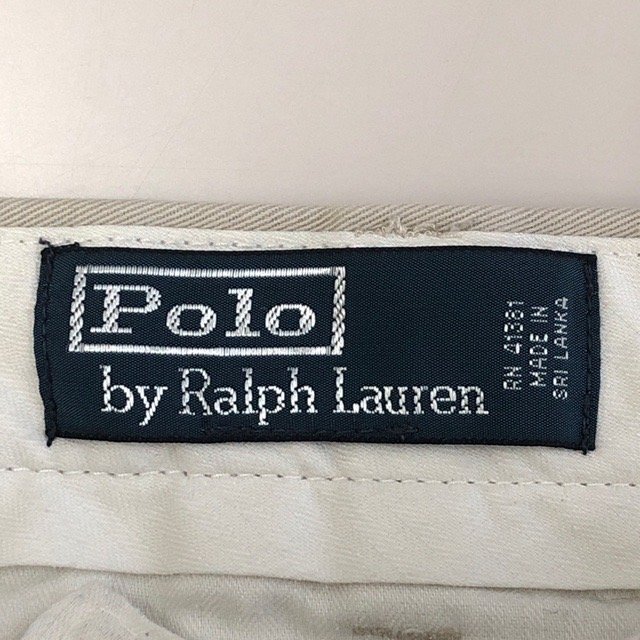 Polo
by Ralph Lauren
RN 41381
MADE IN
SRI LANKA